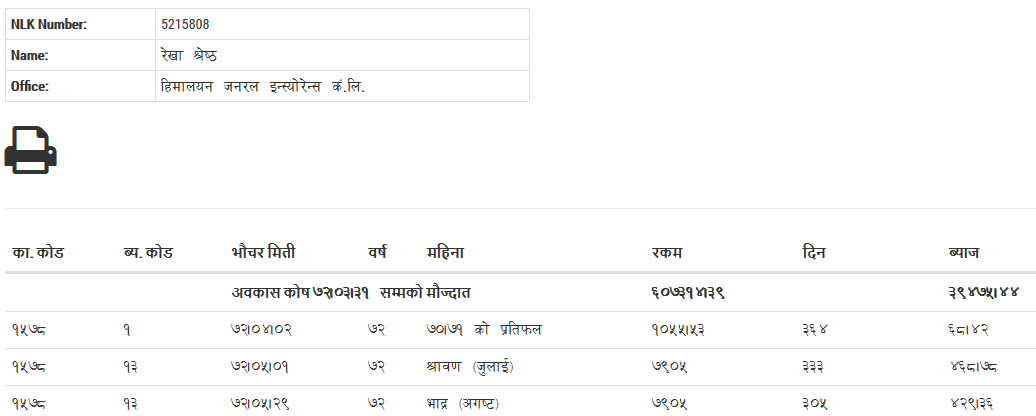 NLK Number: 5215808
Name: रेखा श्रेष्ठ
Office: हिमालयन जनरल इन्स्योरेन्स कं.लि.
का. कोड ब्य. कोड भौचर मिती वर्ष महिना रकम दिन ब्याज
अवकास कोष ७२।०३।३१ सम्मको मौज्दात ६०७३१४।३९ ३९४७५।४४
१५७८ १ ७२।०४।०२ ७२ ७०।७१ को प्रतिफल १०५५।५३ ३६४ ६८।४२
१५७८ १३ ७२।०५।०१ ७२ श्रावण (जुलाई) ७९०५ ३३३ ४६८।७८
१५७८ १३ ७२।०५।२९ ७२ भाद्र (अगष्ट) ७९०५ ३०५ ४२९।३६